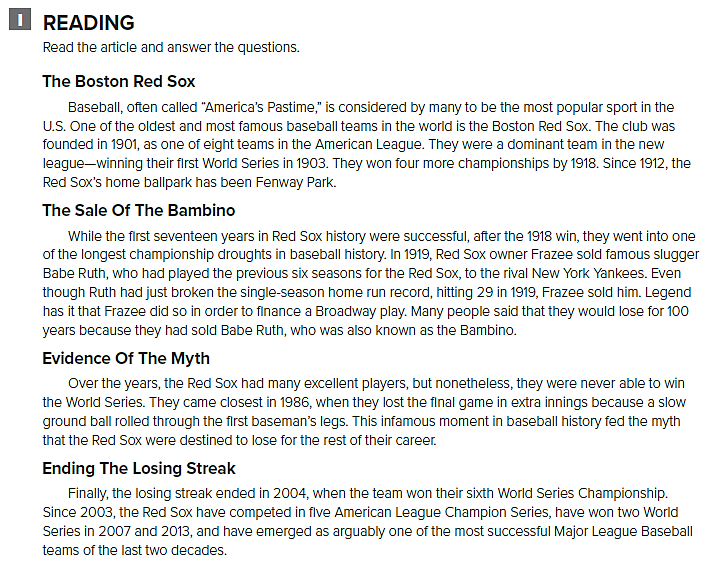 I READING
Read the article and answer the questions.
The Boston Red Sox
Baseball, often called “America’s Pastime,” is considered by many to be the most popular sport in the
U.S. One of the oldest and most famous baseball teams in the world is the Boston Red Sox. The club was
founded in 1901, as one of eight teams in the American League. They were a dominant team in the new
league—winning their first World Series in 1903. They won four more championships by 1918. Since 1912, the
Red Sox’s home ballpark has been Fenway Park.
The Sale Of The Bambino
While the first seventeen years in Red Sox history were successful, after the 1918 win, they went into one
of the longest championship droughts in baseball history. In 1919, Red Sox owner Frazee sold famous slugger
Babe Ruth, who had played the previous six seasons for the Red Sox, to the rival New York Yankees. Even
though Ruth had just broken the single-season home run record, hitting 29 in 1919, Frazee sold him. Legend
has it that Frazee did so in order to finance a Broadway play. Many people said that they would lose for 100
years because they had sold Babe Ruth, who was also known as the Bambino.
Evidence Of The Myth
Over the years, the Red Sox had many excellent players, but nonetheless, they were never able to win
the World Series. They came closest in 1986, when they lost the final game in extra innings because a slow
ground ball rolled through the first baseman’s legs. This infamous moment in baseball history fed the myth
that the Red Sox were destined to lose for the rest of their career.
Ending The Losing Streak
Finally, the losing streak ended in 2004, when the team won their sixth World Series Championship.
Since 2003, the Red Sox have competed in five American League Champion Series, have won two World
Series in 2007 and 2013, and have emerged as arguably one of the most successful Major League Baseball
teams of the last two decades.